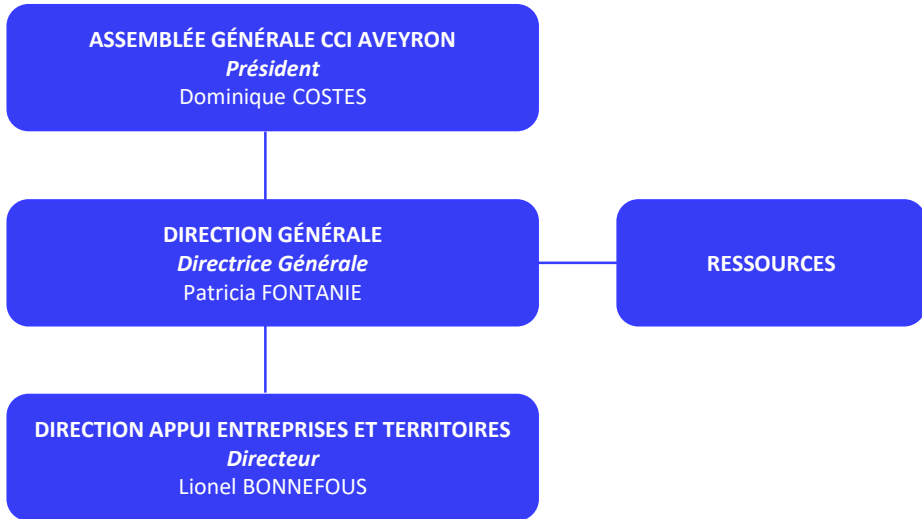 ASSEMBLÉE GÉNÉRALE CCI AVEYRON
Président
Dominique COSTES
DIRECTION GÉNÉRALE
Directrice Générale
Patricia FONTANIE
RESSOURCES
DIRECTION APPUI ENTREPRISES ET TERRITOIRES
Directeur
Lionel BONNEFOUS